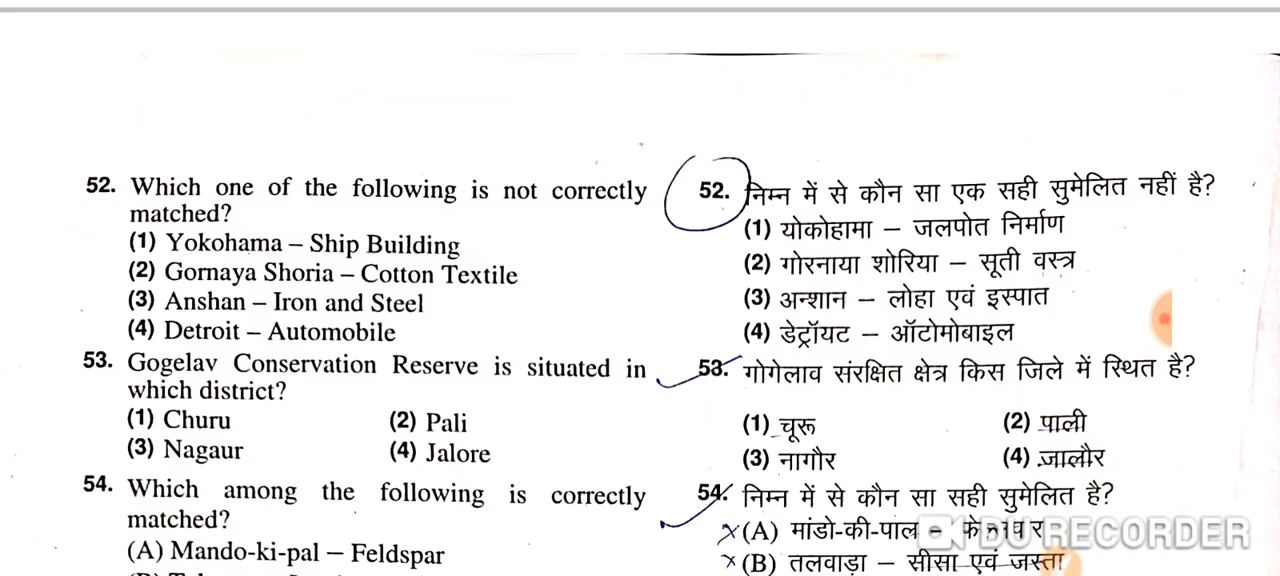 52. Which one of the following is not correctly
matched?
(1) Yokohama – Ship Building
(2) Gornaya Shoria – Cotton Textile
(3) Anshan – Iron and Steel
(4) Detroit – Automobile
53. Gogelav Conservation Reserve is situated in
which district?
(1) Churu (2) Pali
(3) Nagaur (4) Jalore
54. Which among the following is correctly
matched?
(A) Mando-ki-pal – Feldspar
52. निम्न में से कौन सा एक सही सुमेलित नहीं है?
(1) योकोहामा – जलपोत निर्माण
(2) गोरनाया शोरिया – सूती वस्त्र
(3) अन्शान – लोहा एवं इस्पात
(4) डेट्रॉयट – ऑटोमोबाइल
53. गोगेलाव संरक्षित क्षेत्र किस जिले में स्थित है?
(1) चूरू (2) पाली
(3) नागौर (4) जालौर
54. निम्न में से कौन सा सही सुमेलित है?
(A) मांडो-की-पाल -
(B) तलवाड़ा – सीसा एवं जस्ता
DU RECORDER